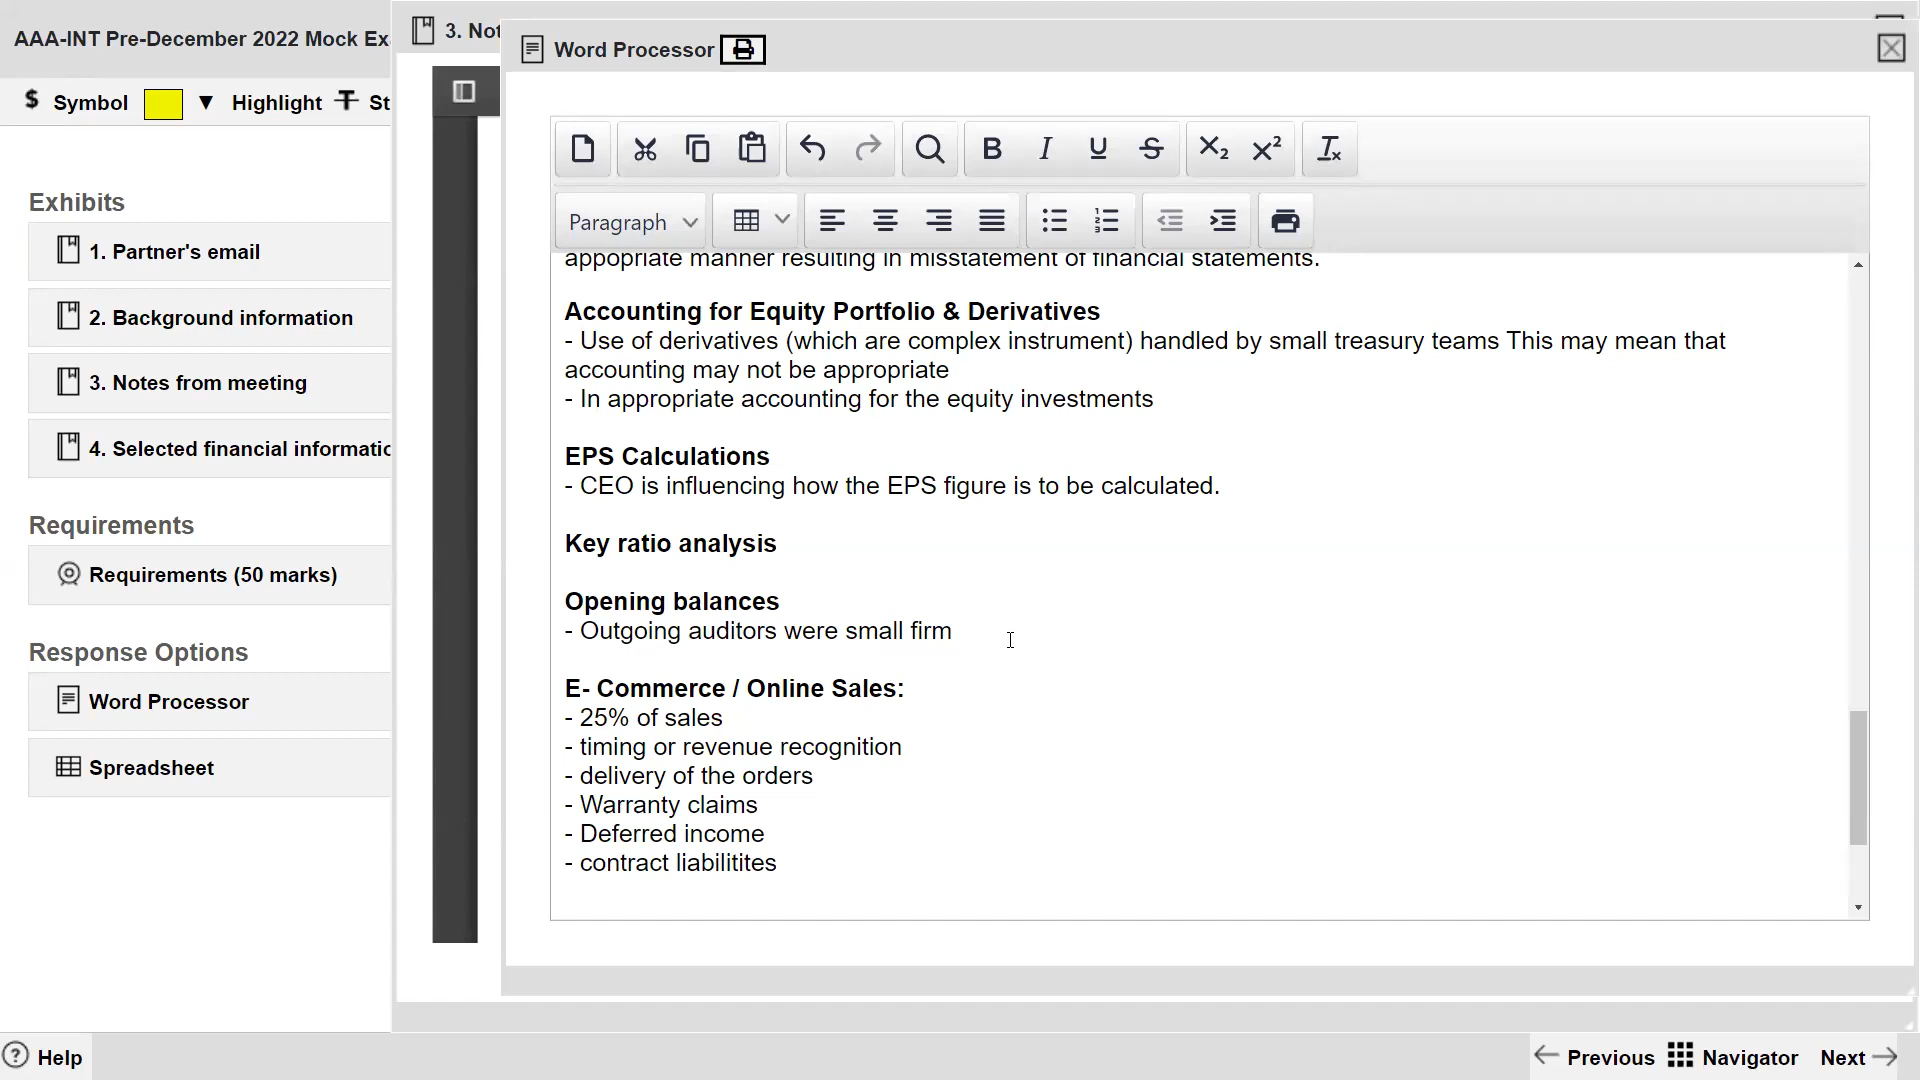 AAA-INT Pre-December 2022 Mock Ex
Symbol
Highlight
St
Exhibits
1. Partner's email
2. Background information
3. Notes from meeting
4. Selected financial informatio
Requirements
Requirements (50 marks)
Response Options
Word Processor
Spreadsheet
3. Not
Word Processor
Paragraph
appopriate manner resulting in misstatement of financial statements.
Accounting for Equity Portfolio & Derivatives
- Use of derivatives (which are complex instrument) handled by small treasury teams This may mean that
accounting may not be appropriate
- In appropriate accounting for the equity investments
EPS Calculations
- CEO is influencing how the EPS figure is to be calculated.
Key ratio analysis
Opening balances
- Outgoing auditors were small firm
E- Commerce / Online Sales:
- 25% of sales
- timing or revenue recognition
- delivery of the orders
- Warranty claims
- Deferred income
- contract liabilitites
Help
Previous
Navigator
Next